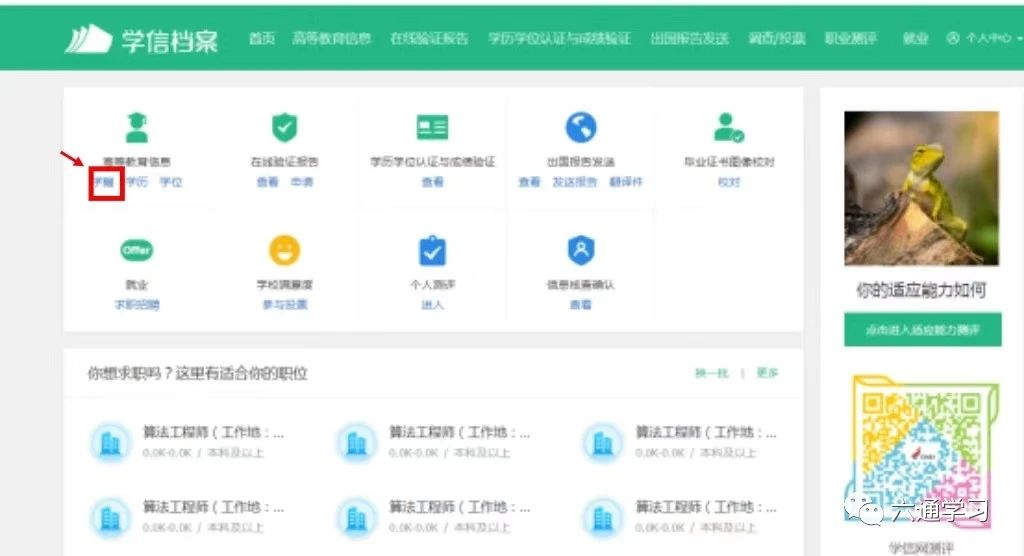 学信档案
首页 高等教育信息 在线验证报告 学历学位认证与成绩验证 出国报告发送 调查/投票 职业测评 就业 个人中心
高等教育信息
学籍 学历 学位
在线验证报告
查看 申请
学历学位认证与成绩验证
查看
出国报告发送
查看 发送报告 翻译件
毕业证书图像校对
校对
Offer
就业
求职招聘
学校满意度
参与投票
个人测评
进入
信息核查确认
查看
你想求职吗？这里有适合你的职位
换一批 | 更多
算法工程师（工作地：...
0.0K-0.0K / 本科及以上
算法工程师（工作地：...
0.0K-0.0K / 本科及以上
算法工程师（工作地：...
0.0K-0.0K / 本科及以上
算法工程师（工作地：...
0.0K-0.0K / 本科及以上
算法工程师（工作地：...
0.0K-0.0K / 本科及以上
算法工程师（工作地：...
0.0K-0.0K / 本科及以上
你的适应能力如何
点击进入适应能力测评
六通学习
学信网测评